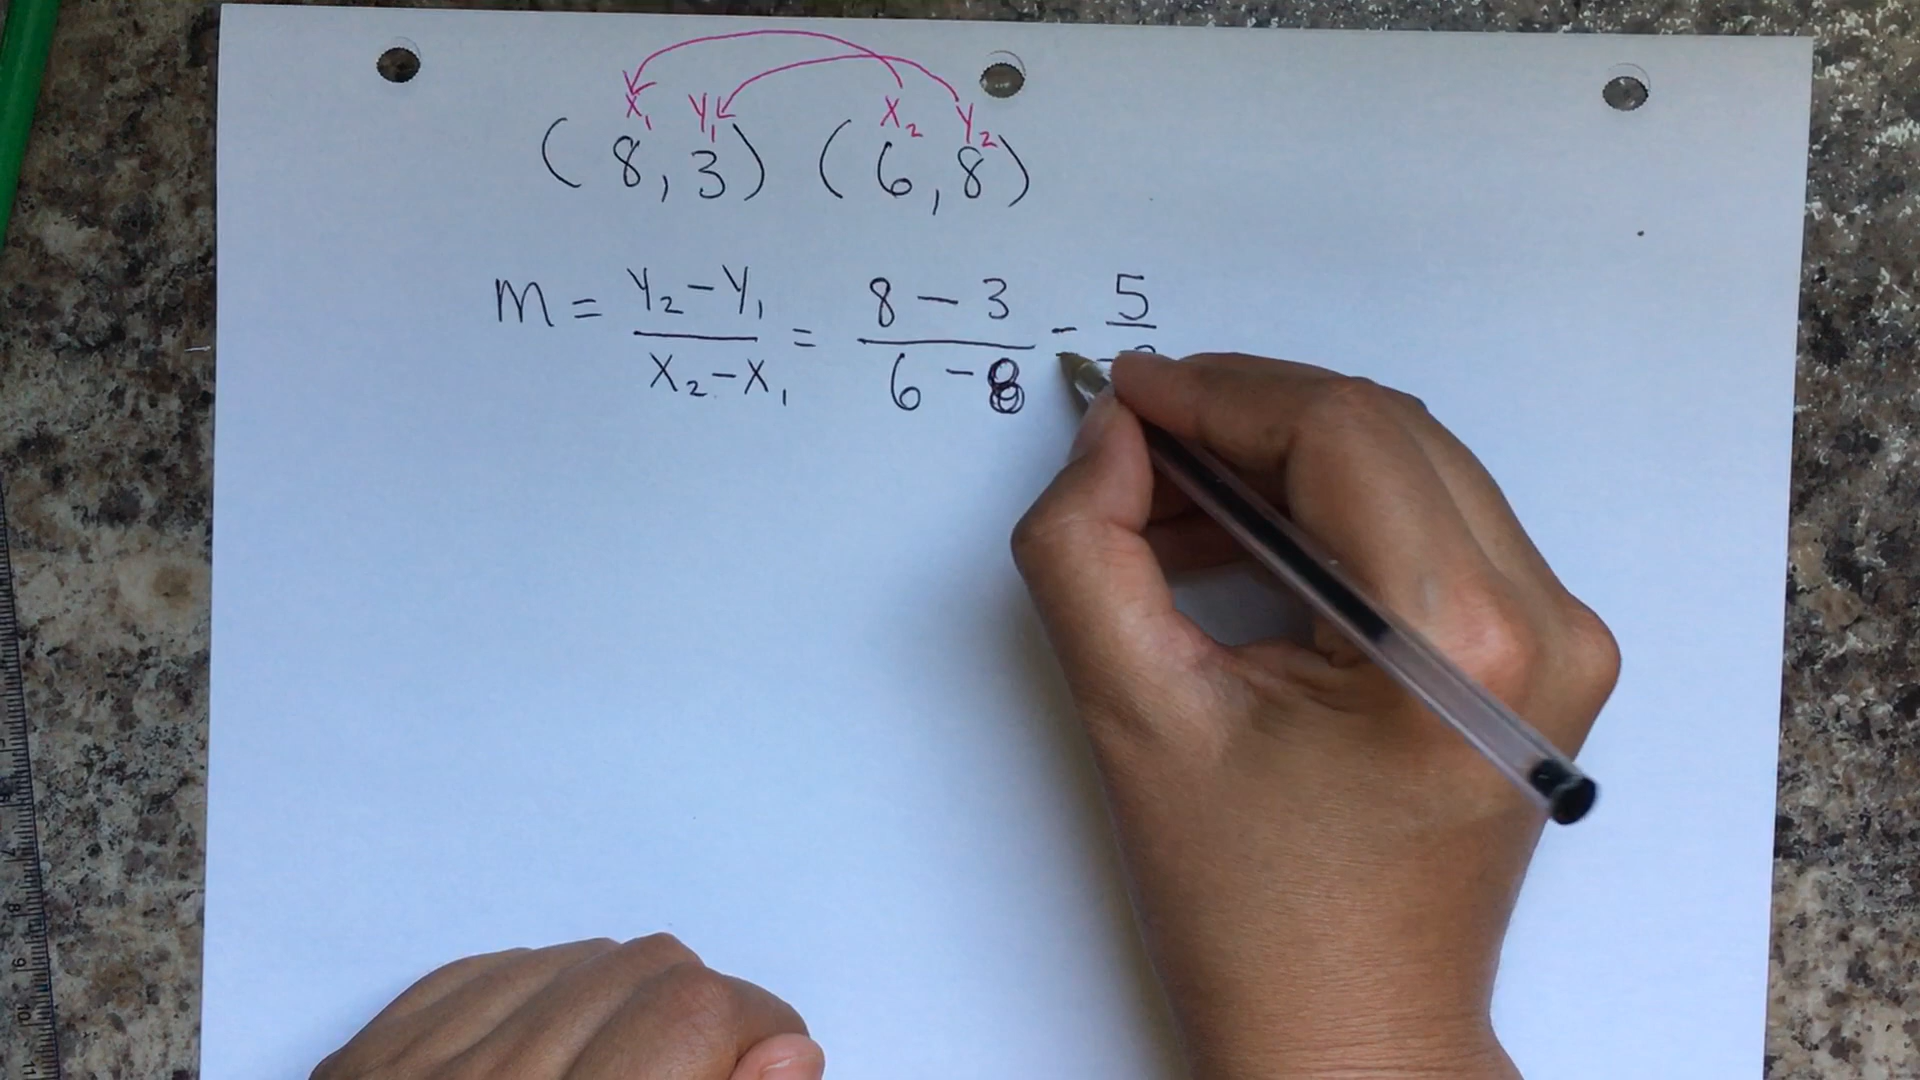 X₁ Y₁ X₂ Y₂
(8,3) (6,8)
m = Y₂-Y₁ = 8-3 - 5
X₂-X₁ 6-8